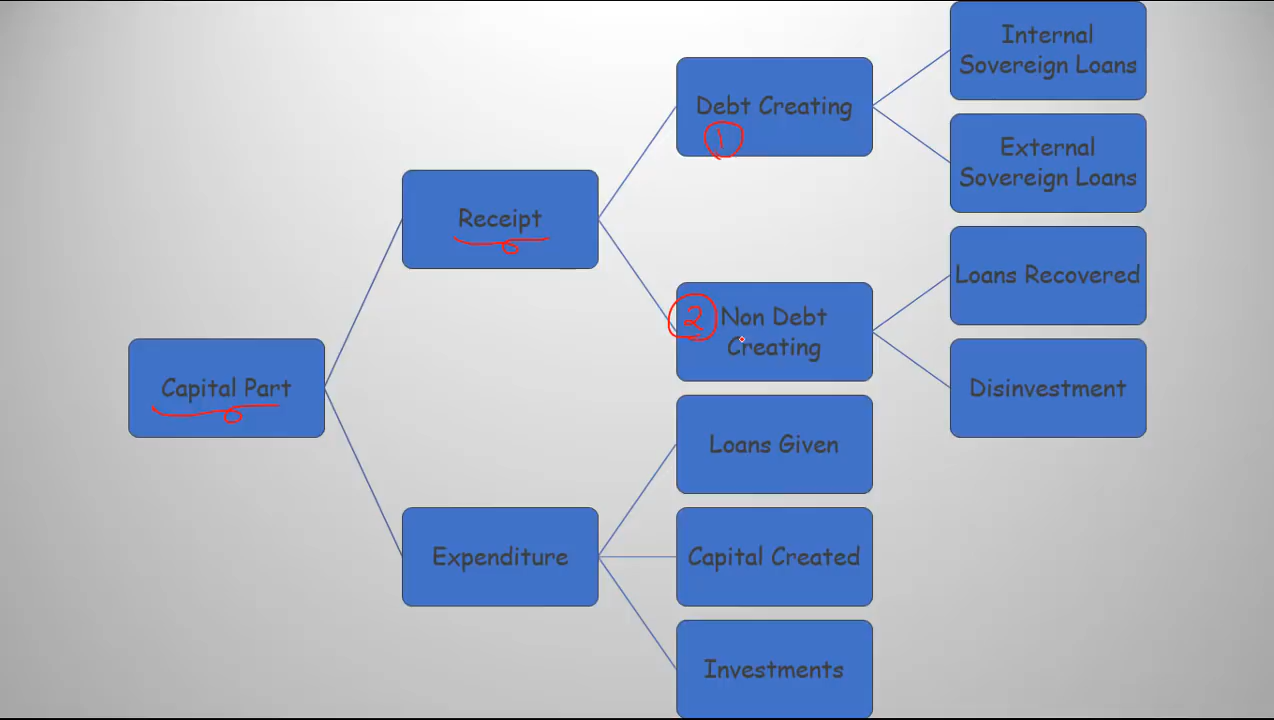 Capital Part
Receipt
Debt Creating
1
Internal
Sovereign Loans
External
Sovereign Loans
2
Non Debt
Creating
Loans Recovered
Disinvestment
Expenditure
Loans Given
Capital Created
Investments